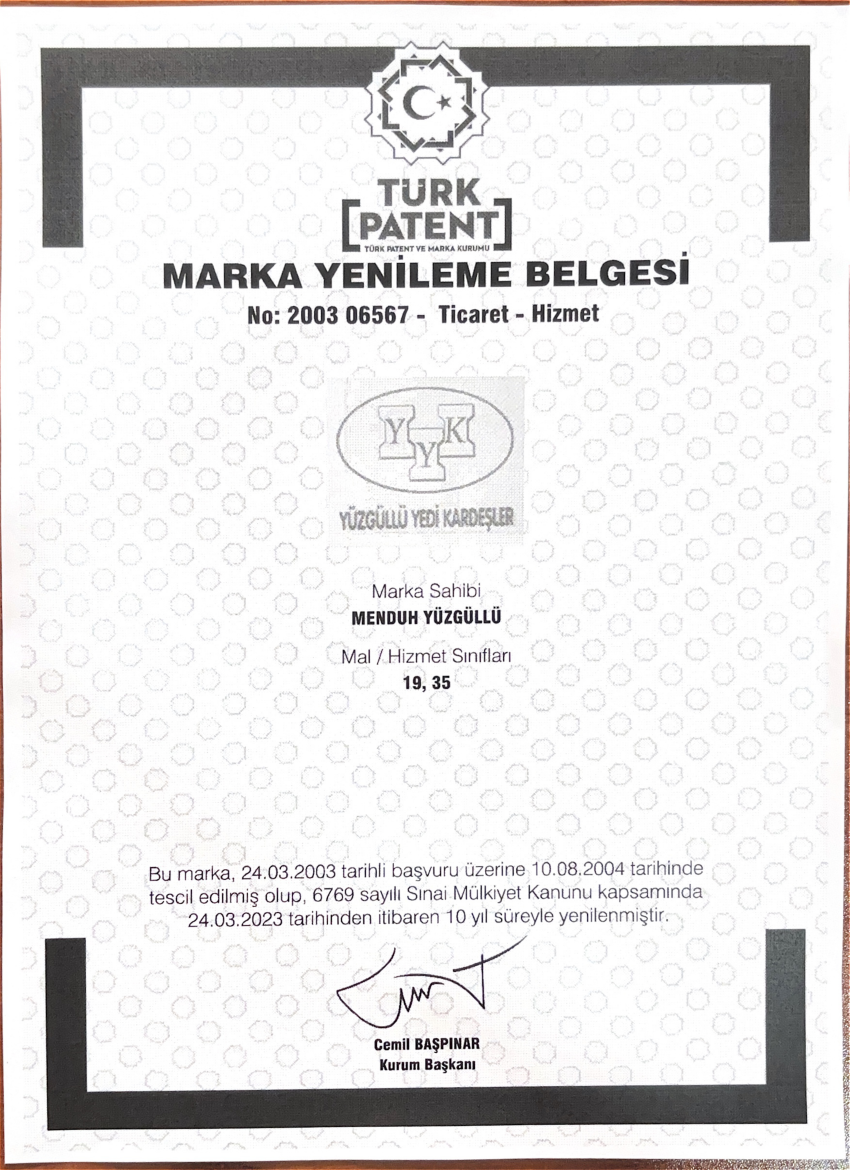 TÜRK
PATENT
TÜRK PATENT VE MARKA KURUMU
MARKA YENİLEME BELGESİ
No: 2003 06567 - Ticaret - Hizmet
Y Y K
YÜZGÜLLÜ YEDİ KARDEŞLER
Marka Sahibi
MENDUH YÜZGÜLLÜ
Mal / Hizmet Sınıfları
19, 35
Bu marka, 24.03.2003 tarihli başvuru üzerine 10.08.2004 tarihinde
tescil edilmiş olup, 6769 sayılı Sınai Mülkiyet Kanunu kapsamında
24.03.2023 tarihinden itibaren 10 yıl süreyle yenilenmiştir.
Cemil BAŞPINAR
Kurum Başkanı